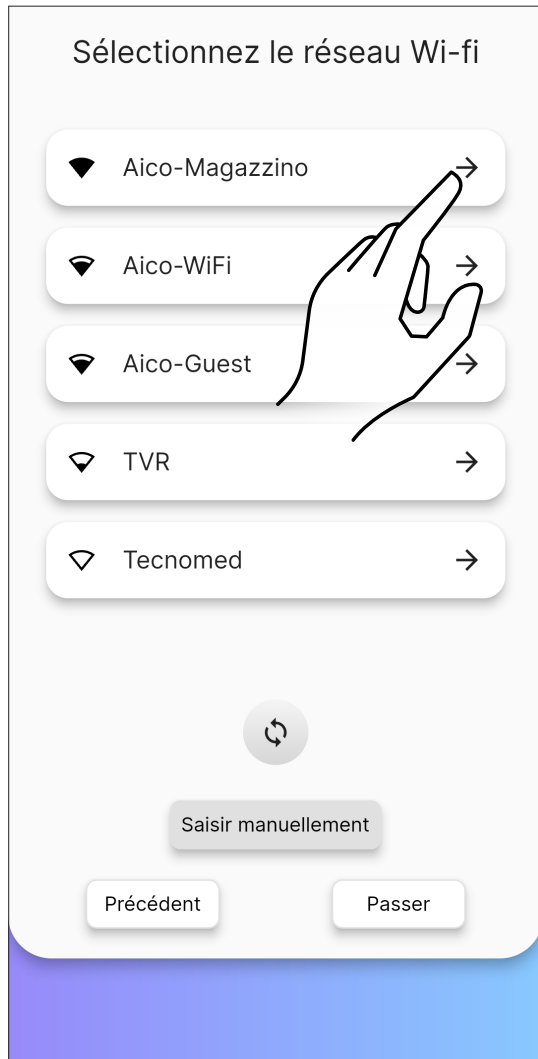 Sélectionnez le réseau Wi-fi
Aico-Magazzino
Aico-WiFi
Aico-Guest
TVR
Tecnomed
Saisir manuellement
Précédent
Passer